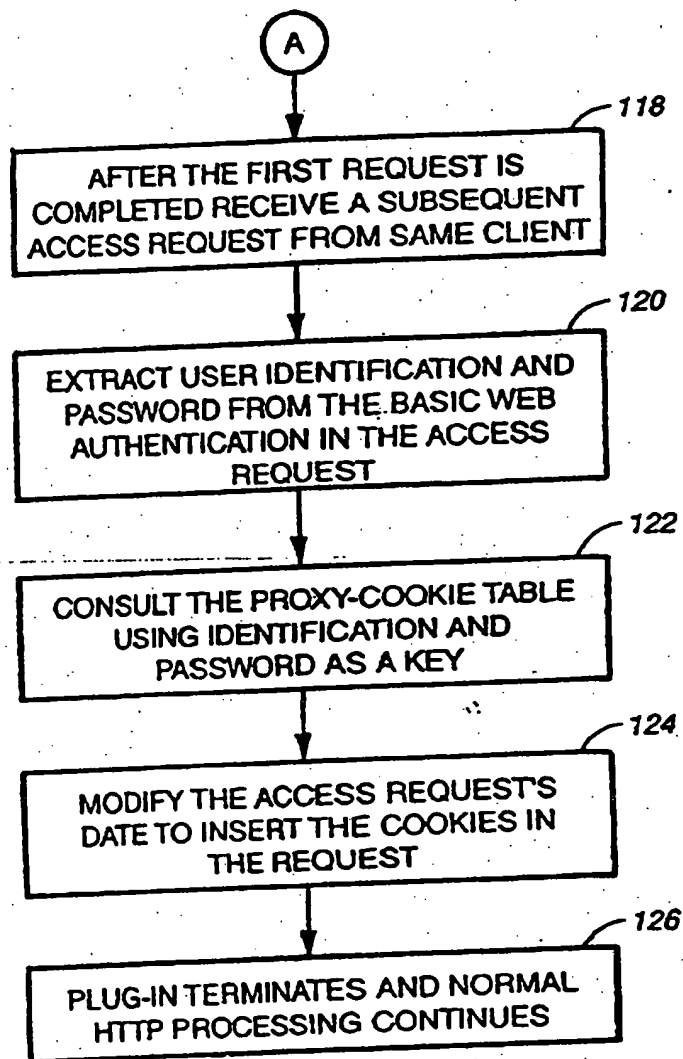 A
118
AFTER THE FIRST REQUEST IS
COMPLETED RECEIVE A SUBSEQUENT
ACCESS REQUEST FROM SAME CLIENT
120
EXTRACT USER IDENTIFICATION AND
PASSWORD FROM THE BASIC WEB
AUTHENTICATION IN THE ACCESS
REQUEST
122
CONSULT THE PROXY-COOKIE TABLE
USING IDENTIFICATION AND
PASSWORD AS A KEY
124
MODIFY THE ACCESS REQUEST'S
DATE TO INSERT THE COOKIES IN
THE REQUEST
126
PLUG-IN TERMINATES AND NORMAL
HTTP PROCESSING CONTINUES